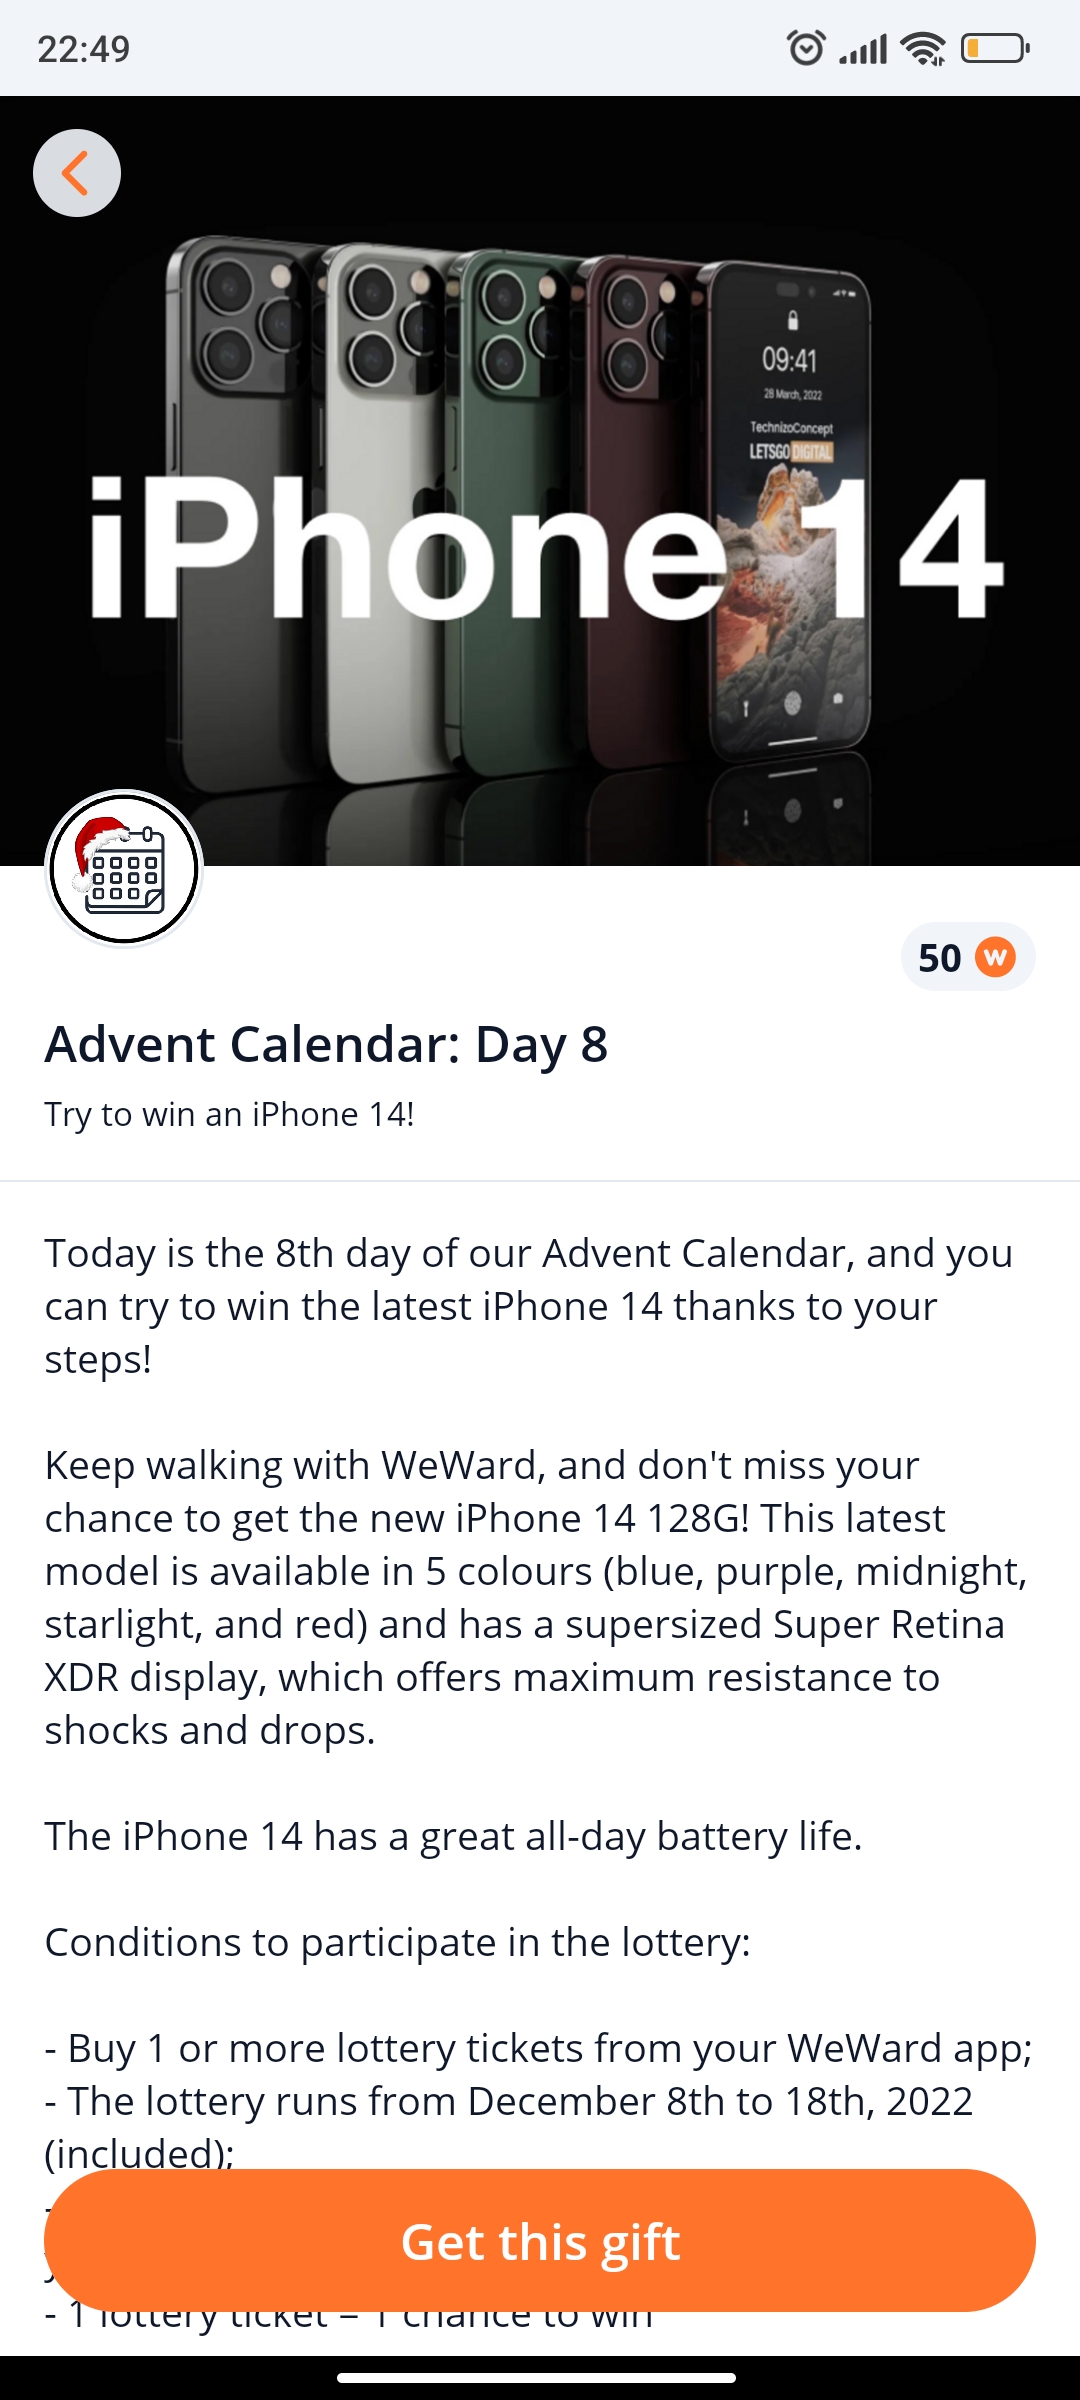 22:49
09:41
28 March, 2022
TechnizoConcept
LETSGO DIGITAL
iPhone 14
50 W
Advent Calendar: Day 8
Try to win an iPhone 14!
Today is the 8th day of our Advent Calendar, and you
can try to win the latest iPhone 14 thanks to your
steps!
Keep walking with WeWard, and don't miss your
chance to get the new iPhone 14 128G! This latest
model is available in 5 colours (blue, purple, midnight,
starlight, and red) and has a supersized Super Retina
XDR display, which offers maximum resistance to
shocks and drops.
The iPhone 14 has a great all-day battery life.
Conditions to participate in the lottery:
- Buy 1 or more lottery tickets from your WeWard app;
- The lottery runs from December 8th to 18th, 2022
(included);
Get this gift
- 1 lottery ticket = 1 chance to win